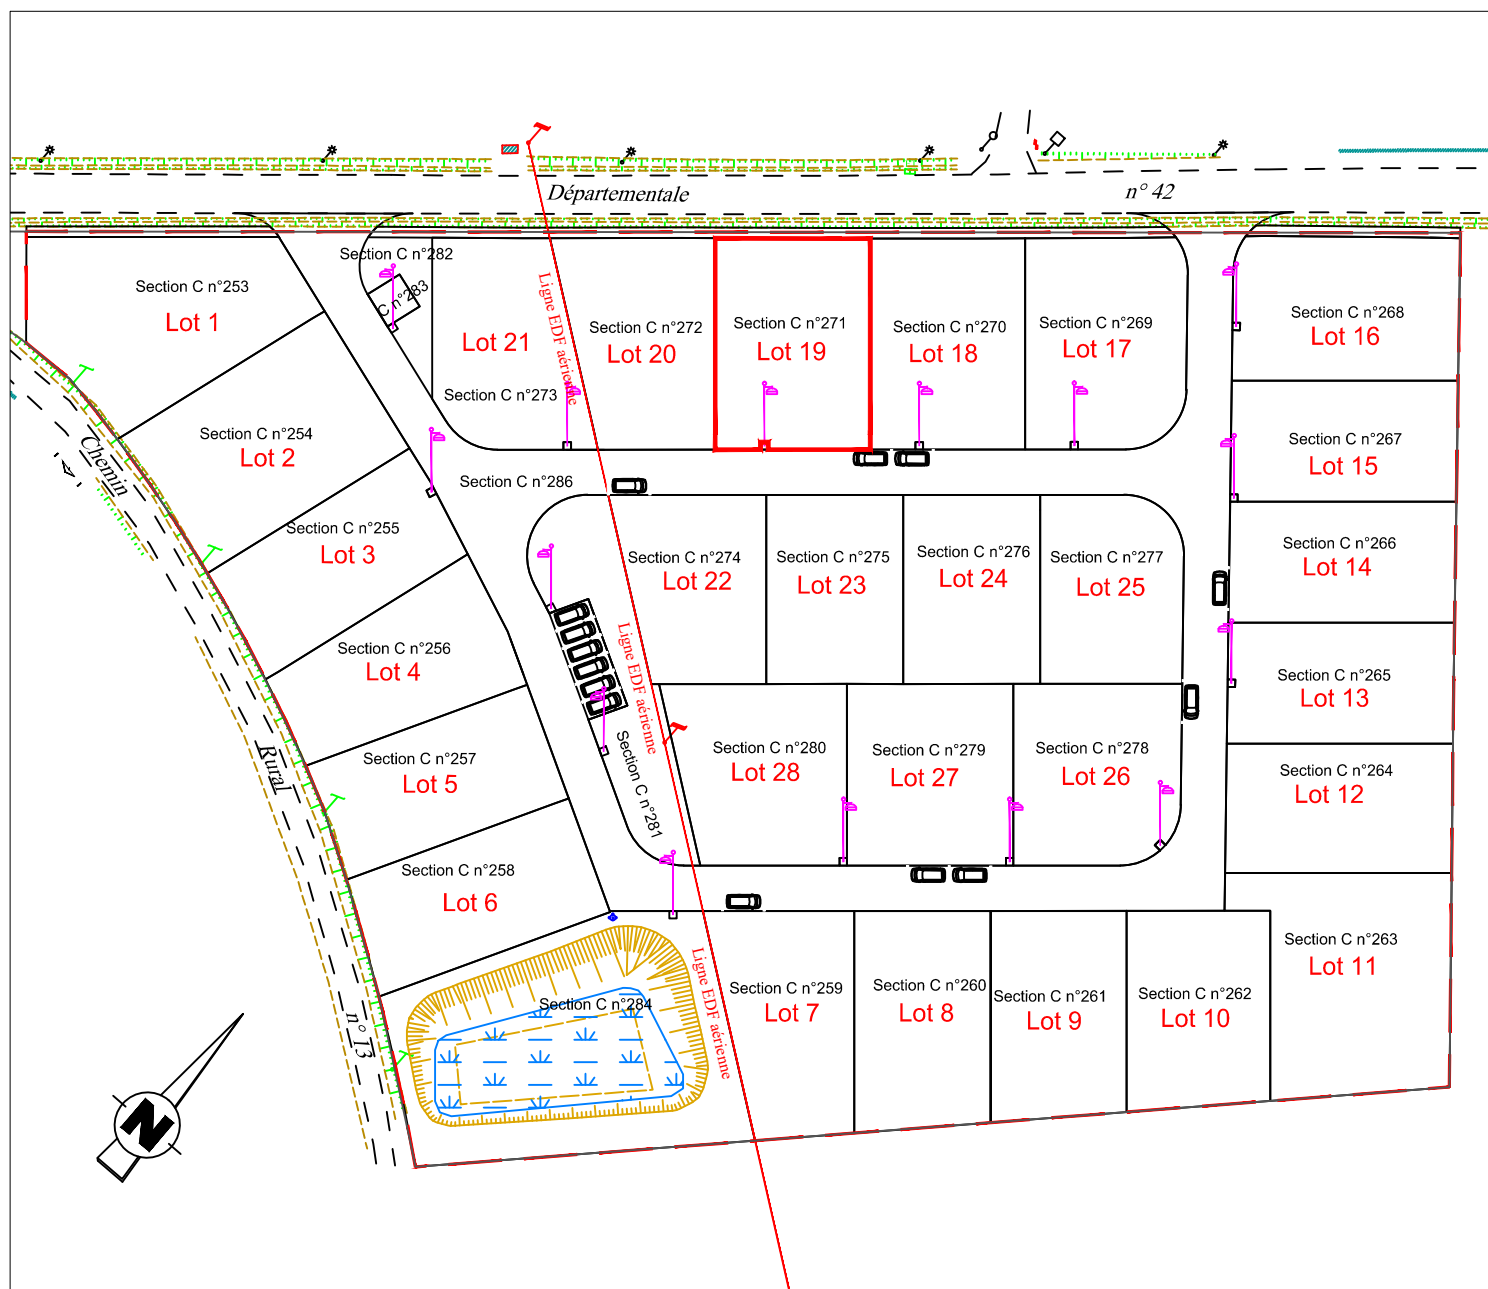 Départementale
n° 42
Section C n°282
C n°283
Section C n°253
Lot 1
Lot 21
Section C n°273
Ligne EDF aérienne
Section C n°272
Lot 20
Section C n°271
Lot 19
Section C n°270
Lot 18
Section C n°269
Lot 17
Section C n°268
Lot 16
Section C n°254
Lot 2
Chemin
Section C n°267
Lot 15
Section C n°286
Section C n°255
Lot 3
Section C n°274
Lot 22
Section C n°275
Lot 23
Section C n°276
Lot 24
Section C n°277
Lot 25
Section C n°266
Lot 14
Section C n°256
Lot 4
Ligne EDF aérienne
Section C n°265
Lot 13
Rural
Section C n°257
Lot 5
Section C n°281
Section C n°280
Lot 28
Section C n°279
Lot 27
Section C n°278
Lot 26
Section C n°264
Lot 12
Section C n°258
Lot 6
Section C n°284
Ligne EDF aérienne
Section C n°259
Lot 7
Section C n°260
Lot 8
Section C n°261
Lot 9
Section C n°262
Lot 10
Section C n°263
Lot 11
n° 13
N